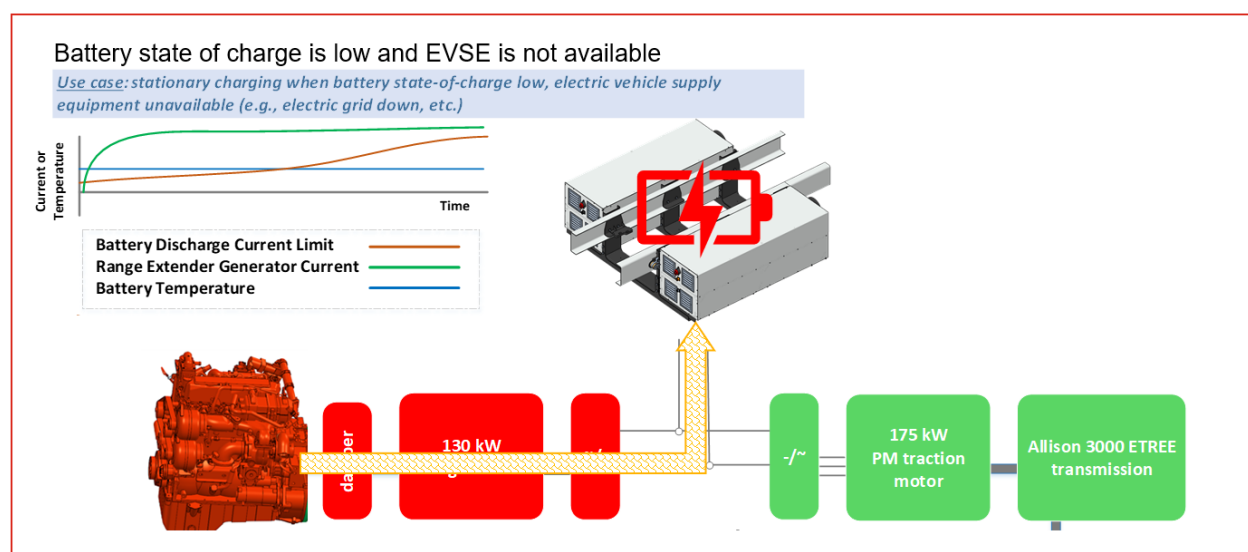 Battery state of charge is low and EVSE is not available
Use case: stationary charging when battery state-of-charge low, electric vehicle supply
equipment unavailable (e.g., electric grid down, etc.)
Current or
Temperature
Time
Battery Discharge Current Limit
Range Extender Generator Current
Battery Temperature
130 kW
-/~
175 kW
PM traction
motor
Allison 3000 ETREE
transmission